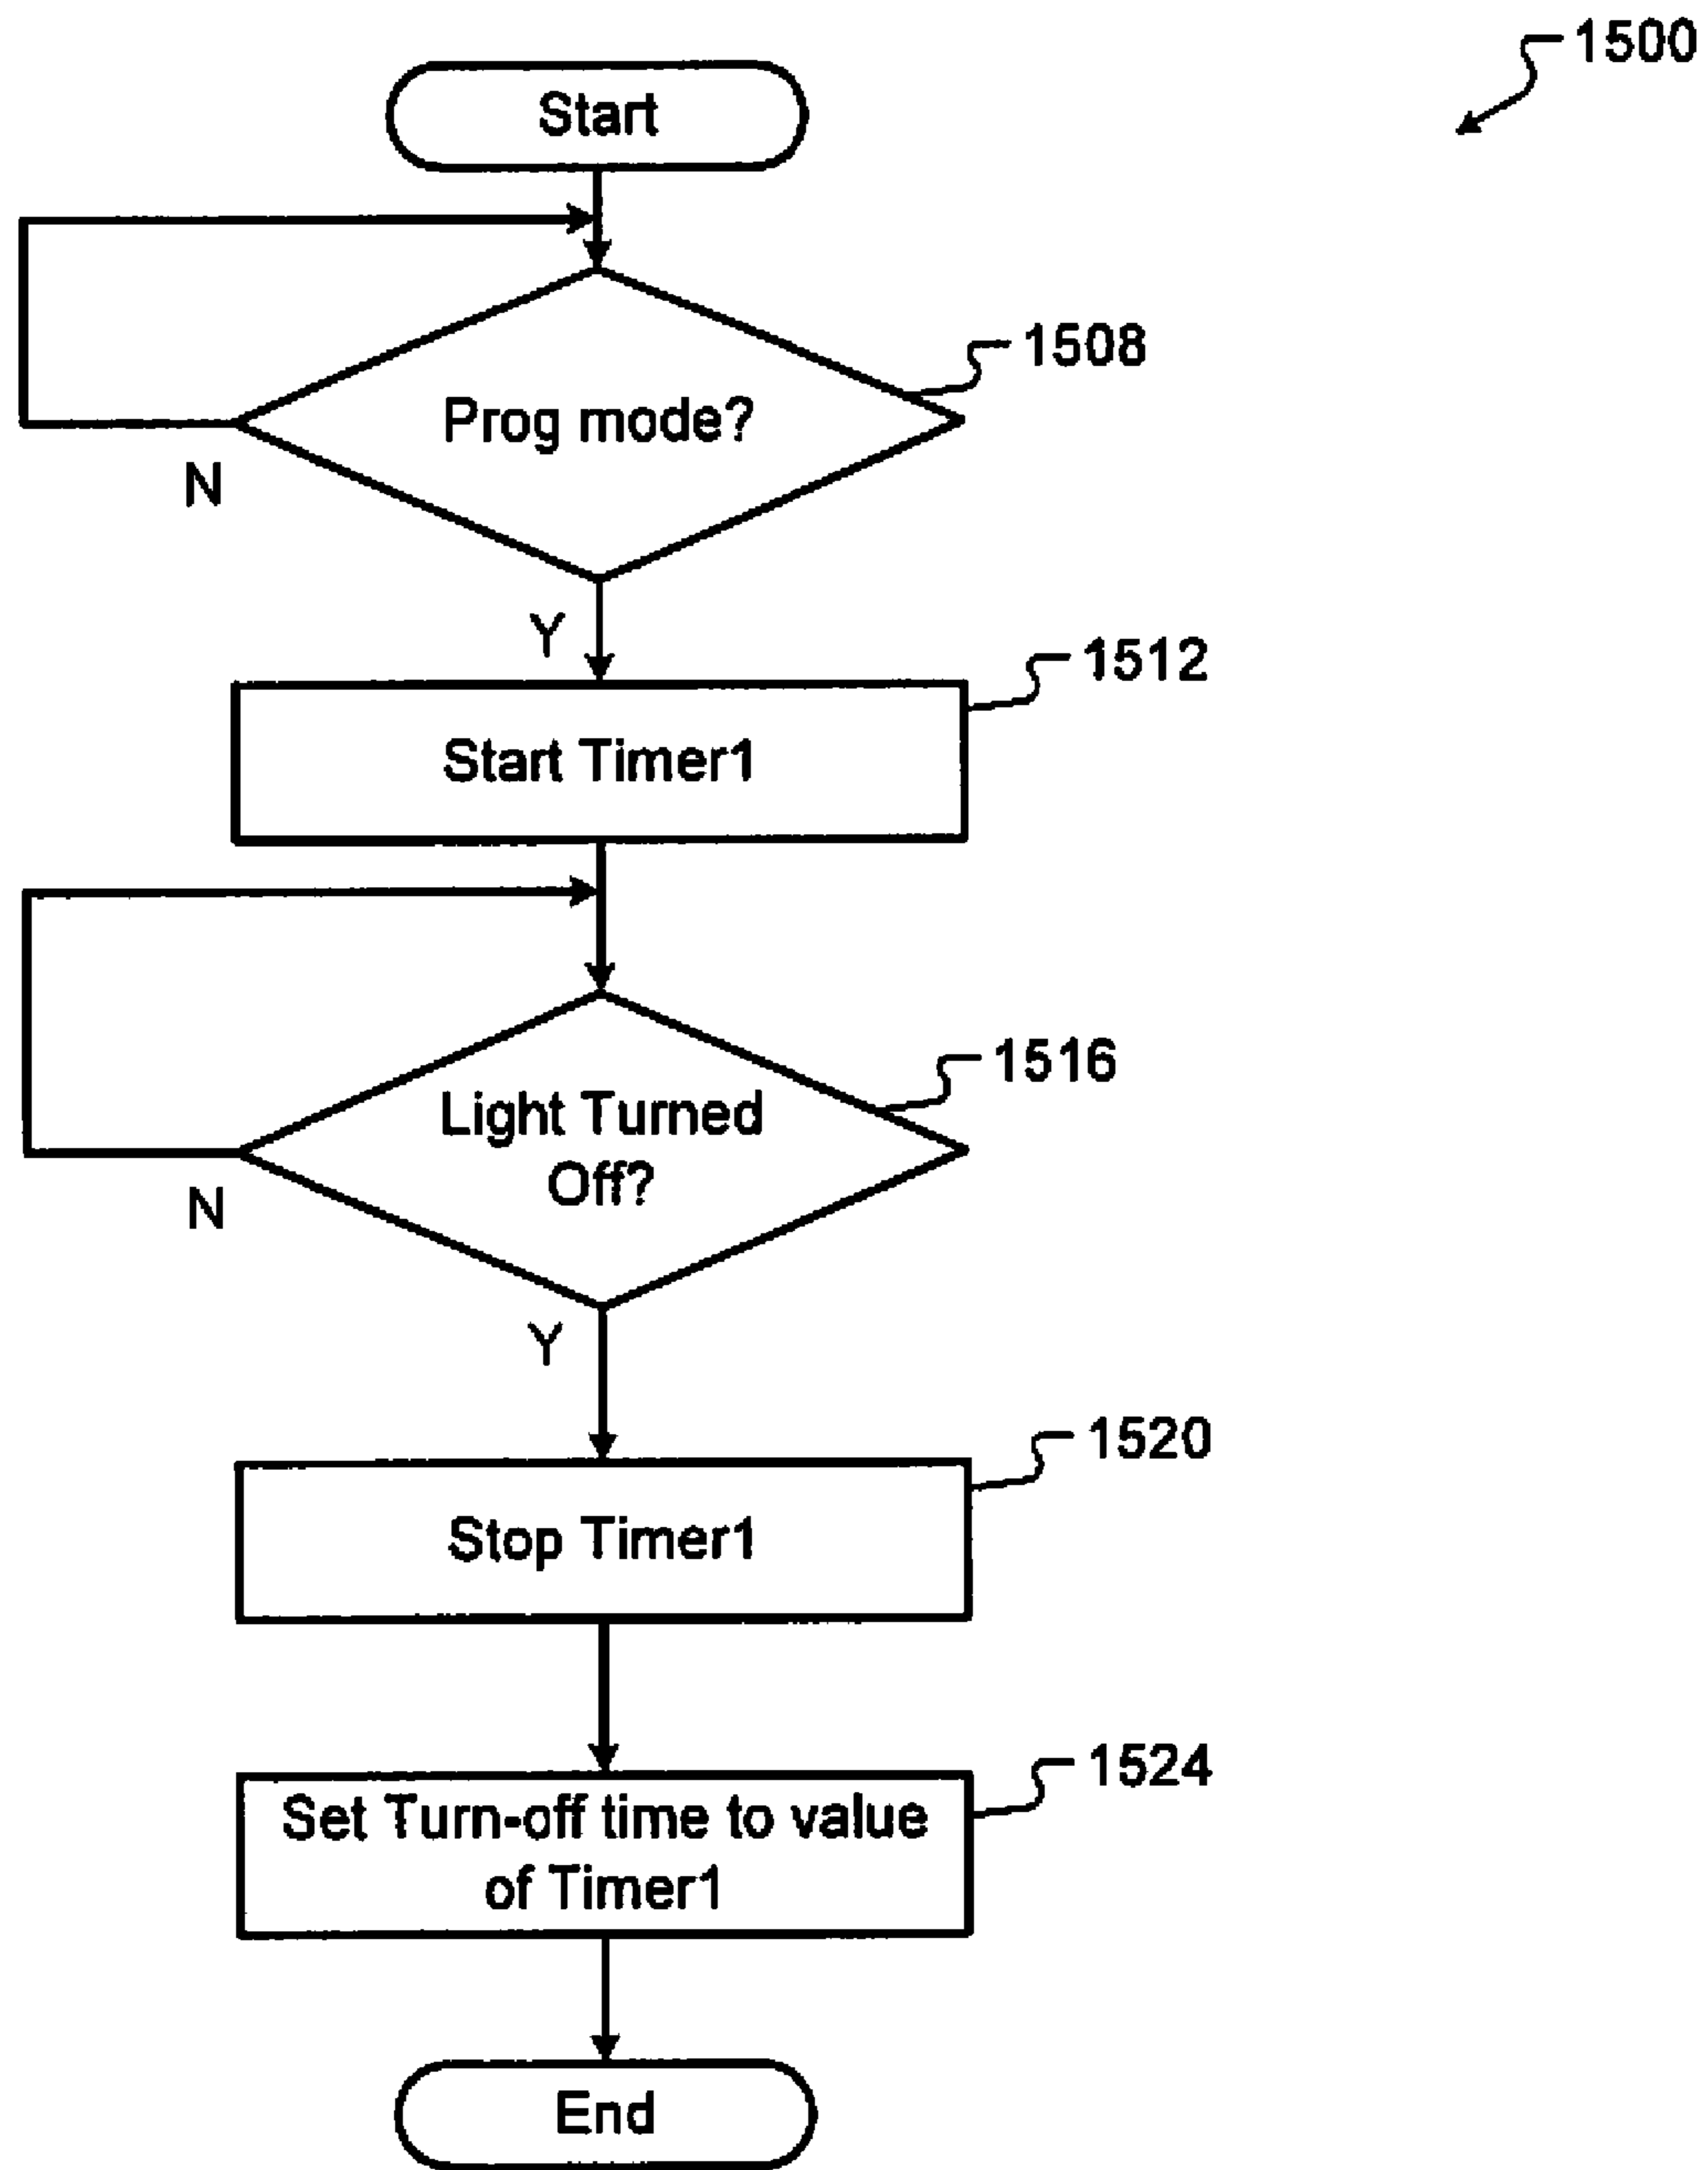 1500
Start
1508
Prog mode?
N
Y
1512
Start Timer1
1516
Light Turned
Off?
N
Y
1520
Stop Timer1
1524
Set Turn-off time to value
of Timer1
End